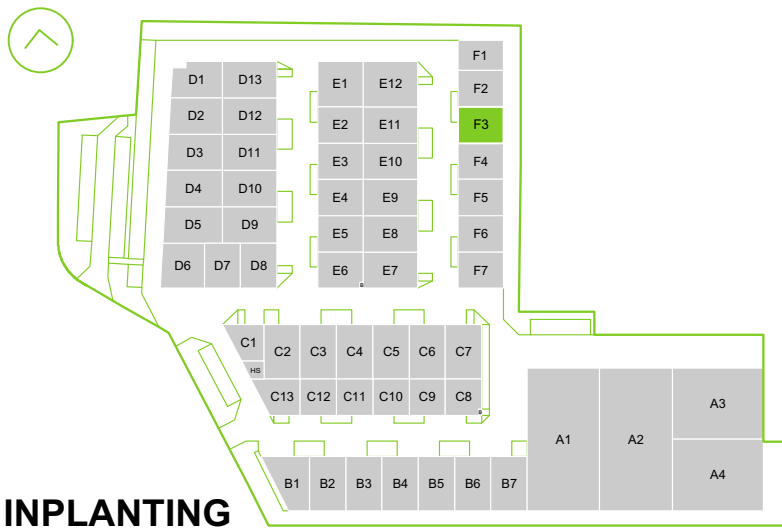 F1
D1 D13 E1 E12 F2
D2 D12 E2 E11 F3
D3 D11 E3 E10 F4
D4 D10 E4 E9 F5
D5 D9 E5 E8 F6
D6 D7 D8 E6 E7 F7
B
C1 C2 C3 C4 C5 C6 C7
HS
C13 C12 C11 C10 C9 C8
B
A1 A2 A3
A4
B1 B2 B3 B4 B5 B6 B7
INPLANTING